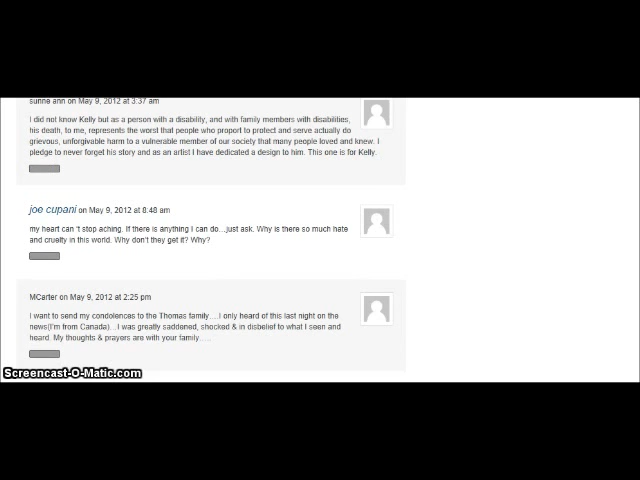 sunne ann on May 9, 2012 at 3:37 am
I did not know Kelly but as a person with a disability, and with family members with disabilities,
his death, to me, represents the worst that people who proport to protect and serve actually do
grievous, unforgivable harm to a vulnerable member of our society that many people loved and knew. I
pledge to never forget his story and as an artist I have dedicated a design to him. This one is for Kelly.
joe cupani on May 9, 2012 at 8:48 am
my heart can 't stop aching. If there is anything I can do...just ask. Why is there so much hate
and cruelty in this world. Why don't they get it? Why?
MCarter on May 9, 2012 at 2:25 pm
I want to send my condolences to the Thomas family....I only heard of this last night on the
news(I'm from Canada)...I was greatly saddened, shocked & in disbelief to what I seen and
heard. My thoughts & prayers are with your family.....
Screencast-O-Matic.com